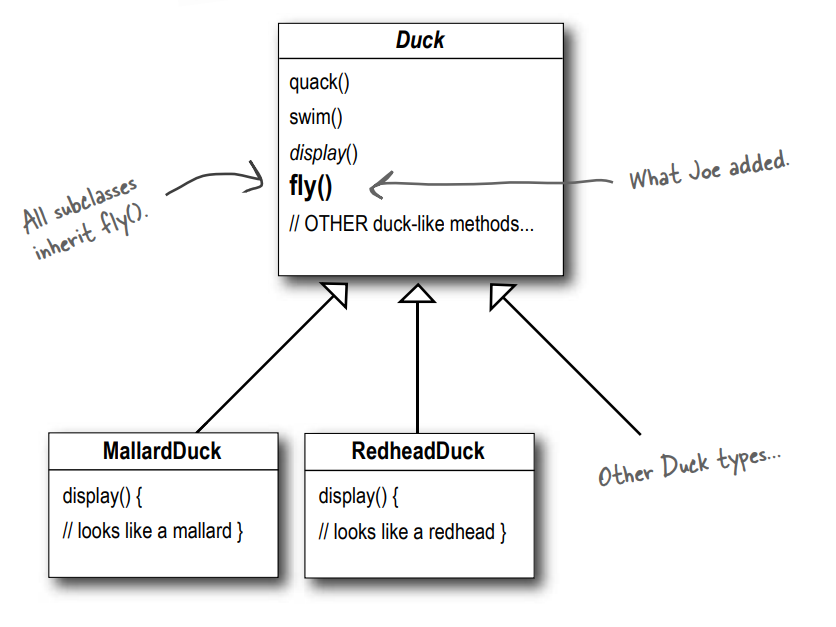 Duck
quack()
swim()
display()
fly()
// OTHER duck-like methods...
All subclasses
inherit fly().
What Joe added.
MallardDuck
display() {
// looks like a mallard }
RedheadDuck
display() {
// looks like a redhead }
Other Duck types...